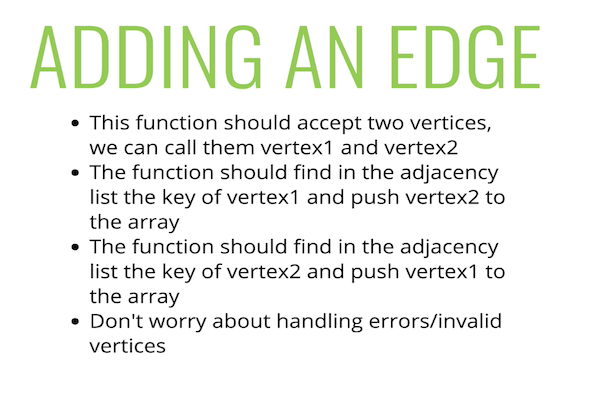 ADDING AN EDGE
• This function should accept two vertices,
we can call them vertex1 and vertex2
• The function should find in the adjacency
list the key of vertex1 and push vertex2 to
the array
• The function should find in the adjacency
list the key of vertex2 and push vertex1 to
the array
• Don't worry about handling errors/invalid
vertices